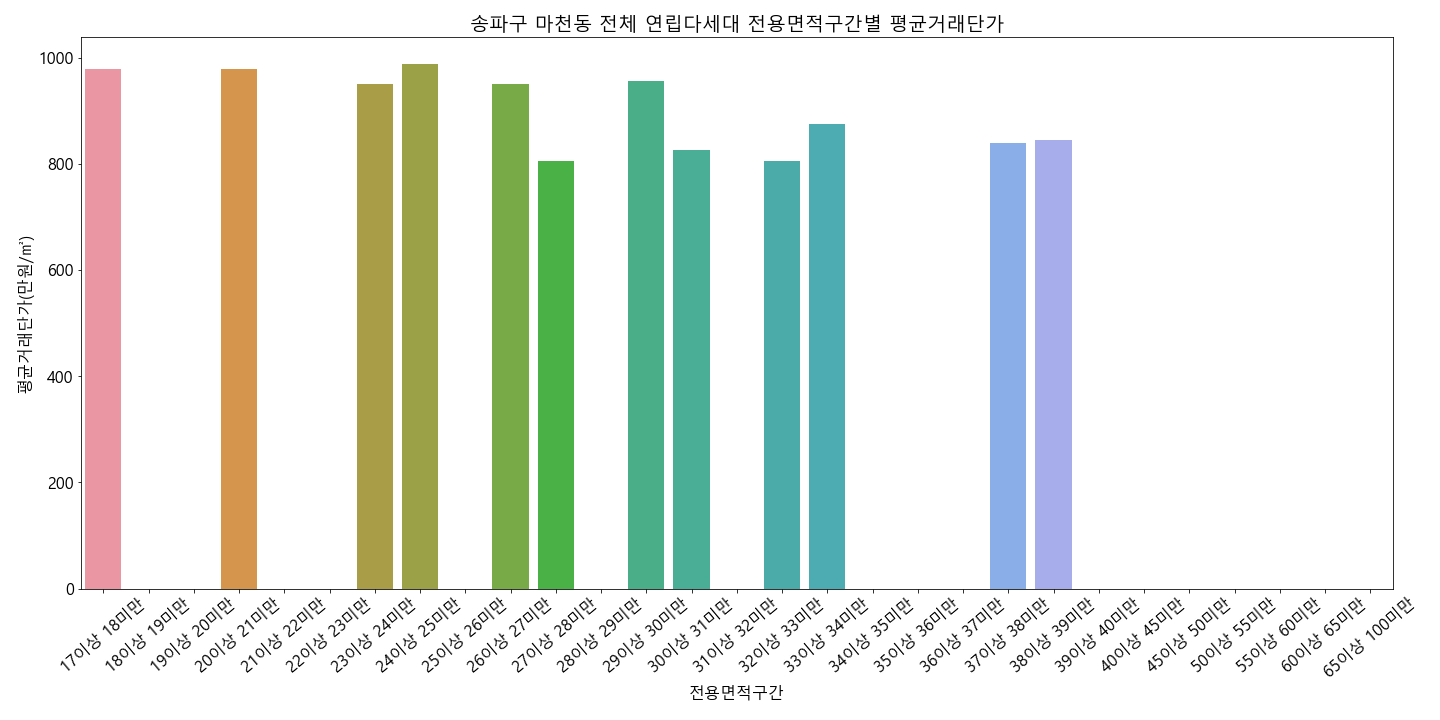 송파구 마천동 전체 연립다세대 전용면적구간별 평균거래단가
평균거래단가(만원/㎡)
1000
800
600
400
200
0
17이상 18미만
18이상 19미만
19이상 20미만
20이상 21미만
21이상 22미만
22이상 23미만
23이상 24미만
24이상 25미만
25이상 26미만
26이상 27미만
27이상 28미만
28이상 29미만
29이상 30미만
30이상 31미만
31이상 32미만
32이상 33미만
33이상 34미만
34이상 35미만
35이상 36미만
36이상 37미만
37이상 38미만
38이상 39미만
39이상 40미만
40이상 45미만
45이상 50미만
50이상 55미만
55이상 60미만
60이상 65미만
65이상 100미만
전용면적구간